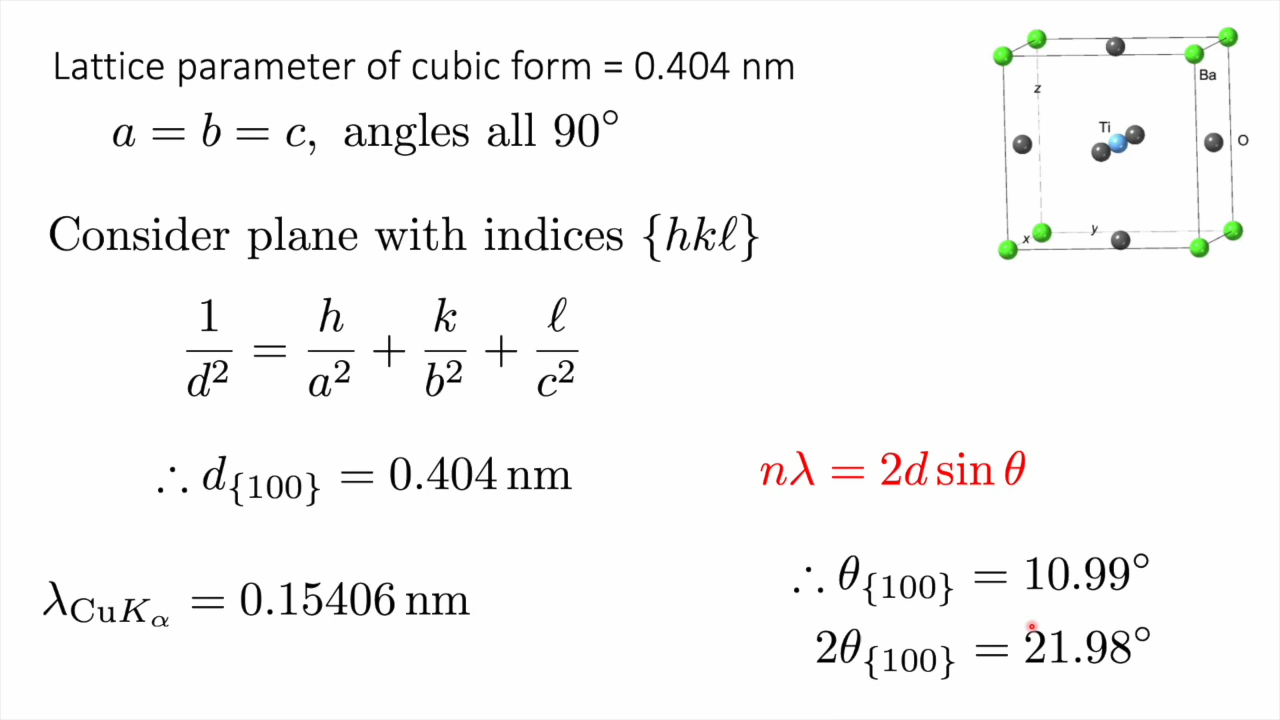 Lattice parameter of cubic form = 0.404 nm
a = b = c, angles all 90°
Consider plane with indices {hkℓ}
1/d² = h/a² + k/b² + ℓ/c²
∴ d{100} = 0.404 nm
nλ = 2d sin θ
λCuKα = 0.15406 nm
∴ θ{100} = 10.99°
2θ{100} = 21.98°
Ba
z
Ti
O
y
x